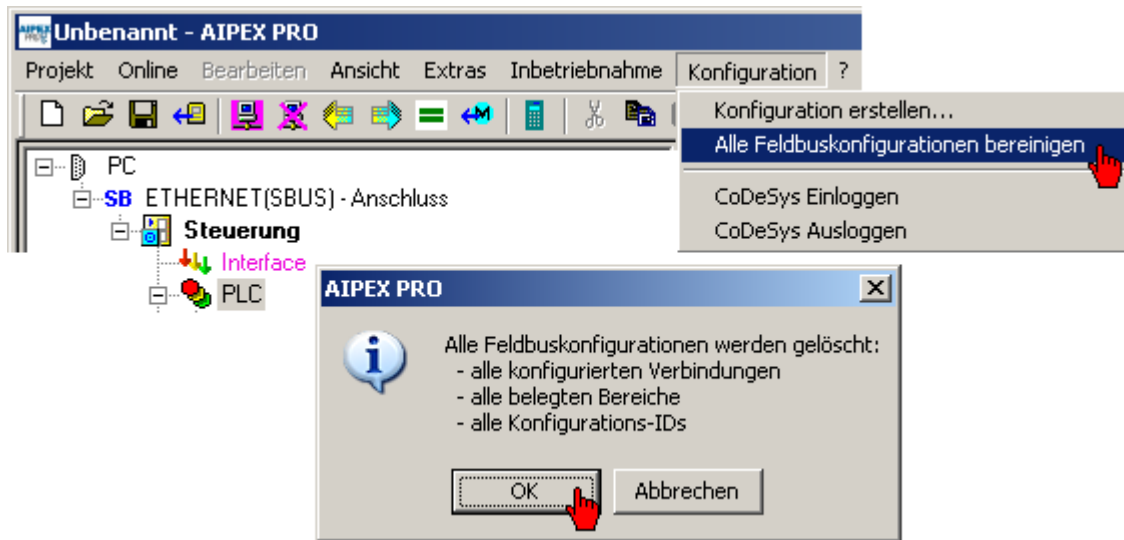 Unbenannt - AIPEX PRO
Projekt Online Bearbeiten Ansicht Extras Inbetriebnahme Konfiguration ?
Konfiguration erstellen...
Alle Feldbuskonfigurationen bereinigen
CoDeSys Einloggen
CoDeSys Ausloggen
PC
SB ETHERNET(SBUS) - Anschluss
Steuerung
Interface
PLC
AIPEX PRO
Alle Feldbuskonfigurationen werden gelöscht:
- alle konfigurierten Verbindungen
- alle belegten Bereiche
- alle Konfigurations-IDs
OK Abbrechen